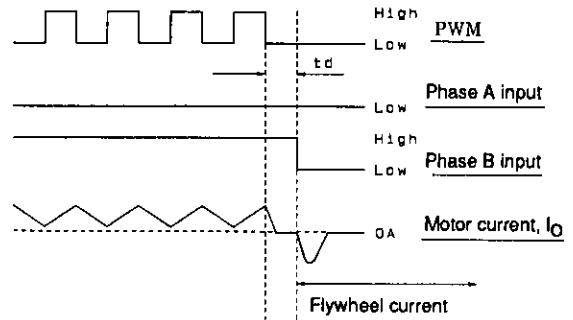 High
PWM
Low
td
Low Phase A input
High
Low Phase B input
0A Motor current, IO
Flywheel current